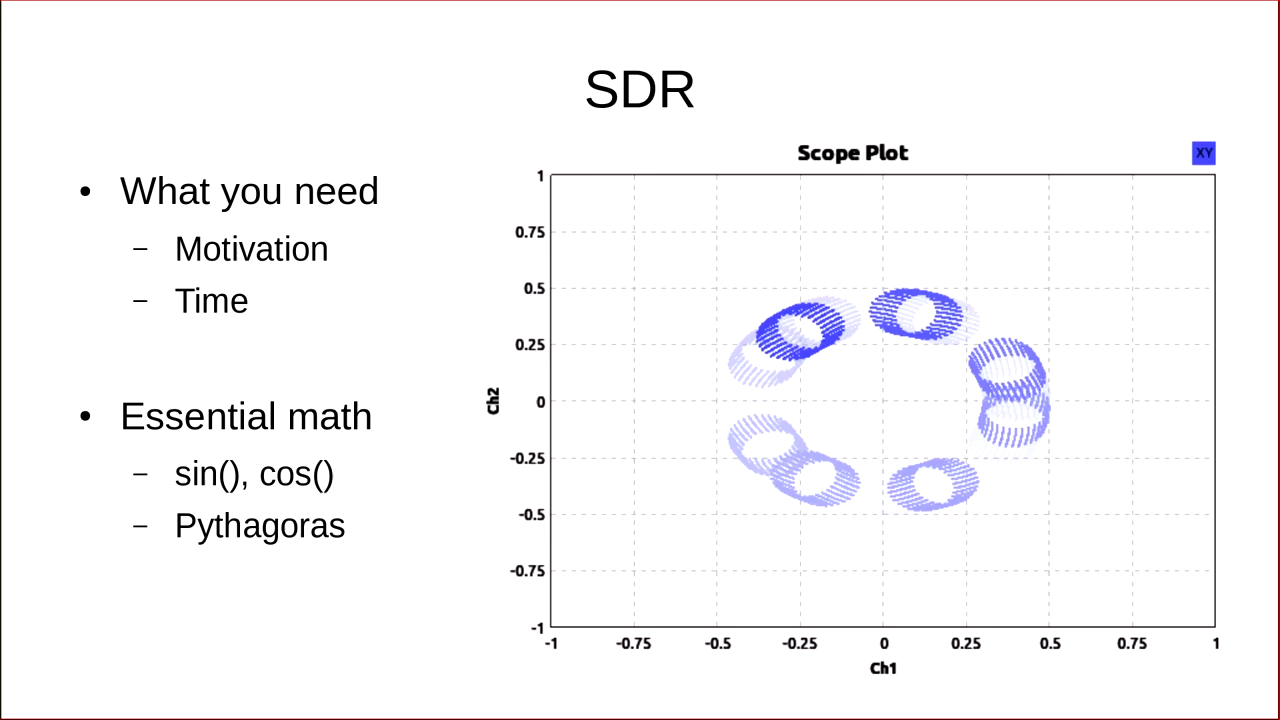 SDR
• What you need
– Motivation
– Time
• Essential math
– sin(), cos()
– Pythagoras
Scope Plot
XY
1
0.75
0.5
0.25
0
-0.25
-0.5
-0.75
-1
Ch2
-1 -0.75 -0.5 -0.25 0 0.25 0.5 0.75 1
Ch1